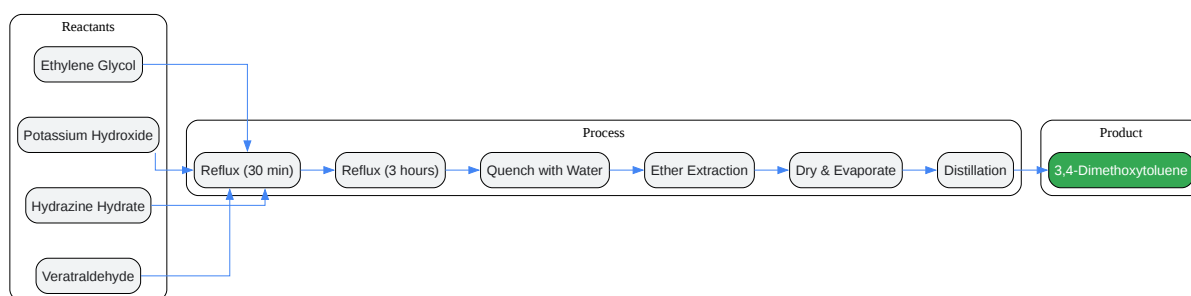 Reactants
Ethylene Glycol
Potassium Hydroxide
Hydrazine Hydrate
Veratraldehyde
Process
Reflux (30 min)
Reflux (3 hours)
Quench with Water
Ether Extraction
Dry & Evaporate
Distillation
Product
3,4-Dimethoxytoluene